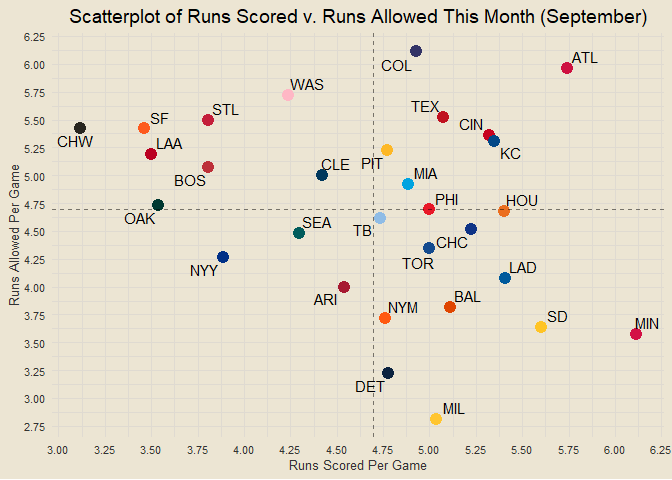 Scatterplot of Runs Scored v. Runs Allowed This Month (September)
6.25
6.00
5.75
5.50
5.25
5.00
4.75
4.50
4.25
4.00
3.75
3.50
3.25
3.00
2.75
Runs Allowed Per Game
COL
ATL
WAS
TEX
STL
SF
CIN
CHW
LAA
KC
PIT
CLE
BOS
MIA
PHI
HOU
OAK
SEA
TB
CHC
TOR
NYY
LAD
ARI
NYM
BAL
SD
MIN
DET
MIL
3.00 3.25 3.50 3.75 4.00 4.25 4.50 4.75 5.00 5.25 5.50 5.75 6.00 6.25
Runs Scored Per Game